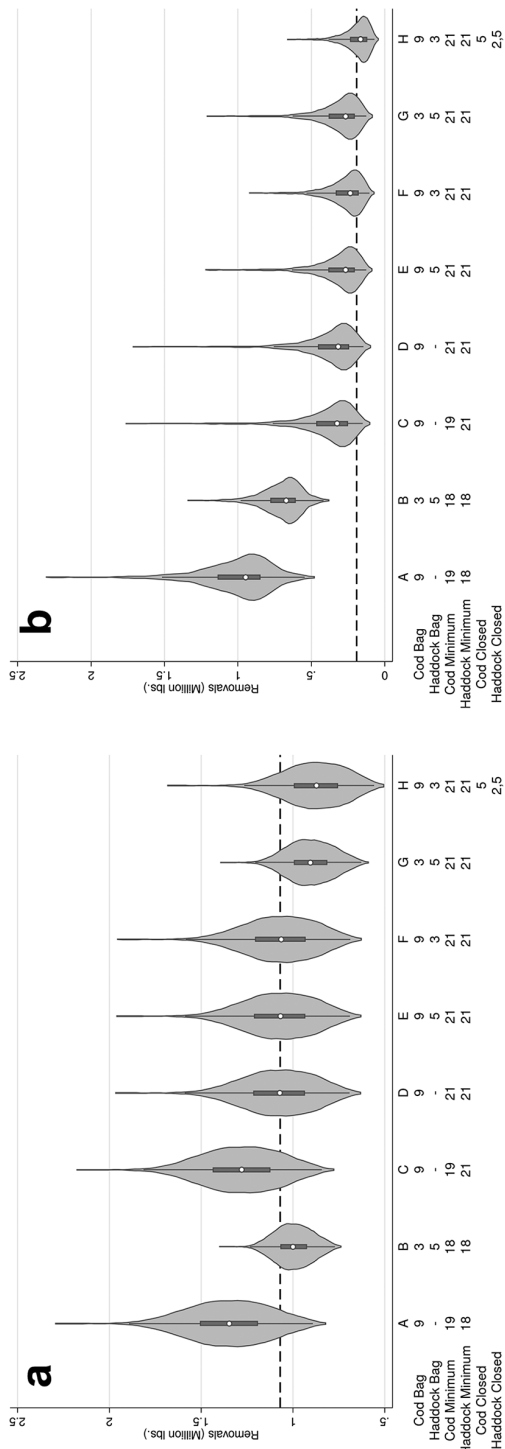 a
2.5
2
1.5
1
.5
Removals (Million lbs.)
A B C D E F G H
Cod Bag 9 3 9 9 9 9 3 9
Haddock Bag - 5 - - 5 3 5 3
Cod Minimum 19 18 19 21 21 21 21 21
Haddock Minimum 18 18 21 21 21 21 21 21
Cod Closed 5
Haddock Closed 2,5
b
2.5
2
1.5
1
.5
0
Removals (Million lbs.)
A B C D E F G H
Cod Bag 9 3 9 9 9 9 3 9
Haddock Bag - 5 - - 5 3 5 3
Cod Minimum 19 18 19 21 21 21 21 21
Haddock Minimum 18 18 21 21 21 21 21 21
Cod Closed 5
Haddock Closed 2,5